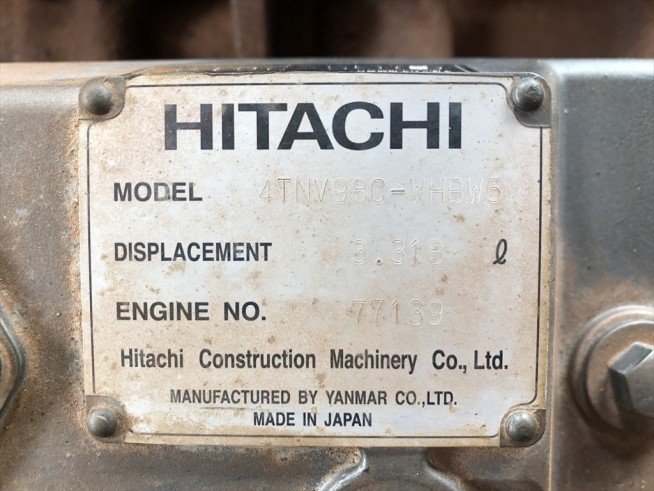 HITACHI
MODEL 4TNV98C-WHBW5
DISPLACEMENT 3.318 ℓ
ENGINE NO. 77139
Hitachi Construction Machinery Co., Ltd.
MANUFACTURED BY YANMAR CO.,LTD.
MADE IN JAPAN